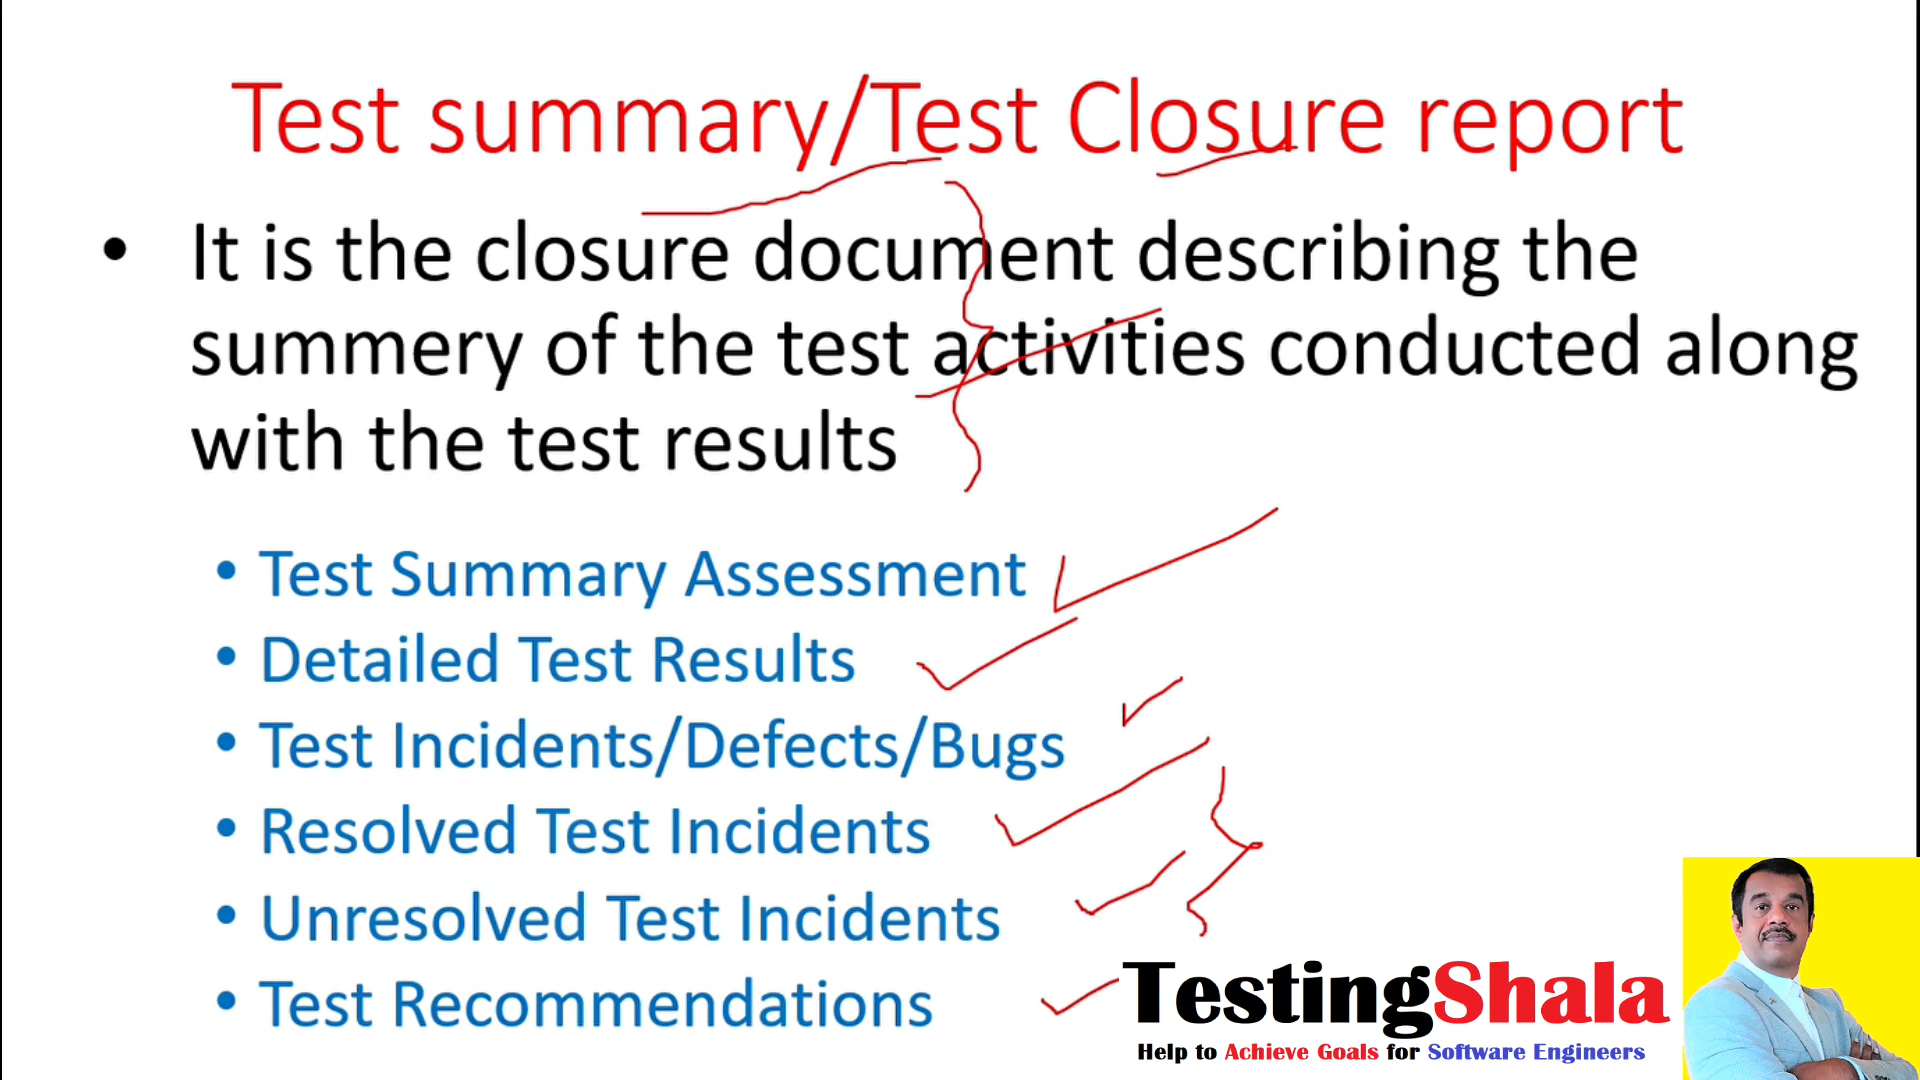 Test summary/Test Closure report
• It is the closure document describing the
summery of the test activities conducted along
with the test results
• Test Summary Assessment
• Detailed Test Results
• Test Incidents/Defects/Bugs
• Resolved Test Incidents
• Unresolved Test Incidents
• Test Recommendations
TestingShala
Help to Achieve Goals for Software Engineers